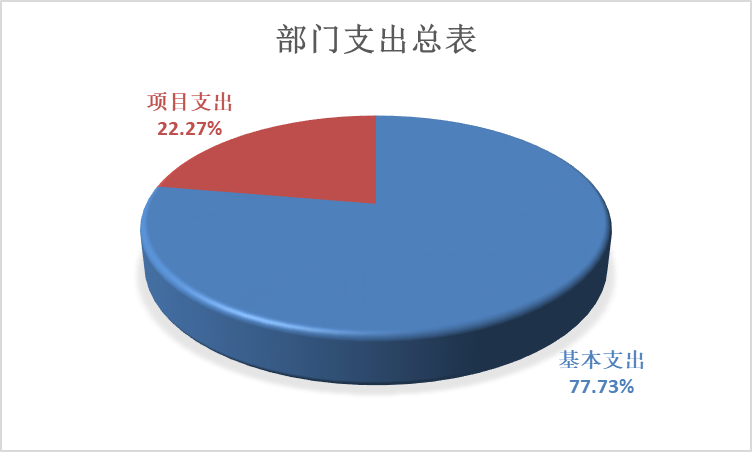 部门支出总表
项目支出
22.27%
基本支出
77.73%